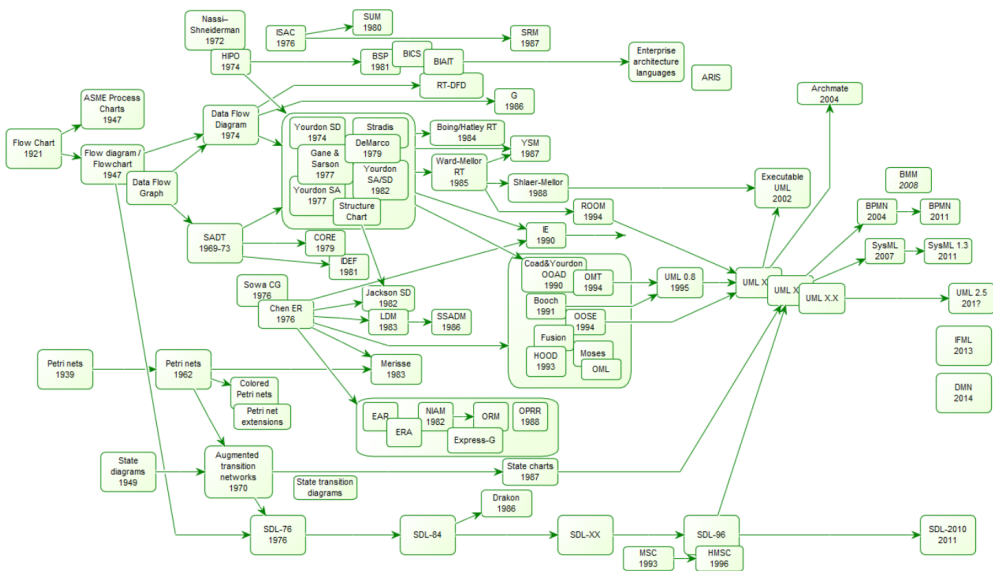 Nassi–
Shneiderman
1972
HIPO
1974
ISAC
1976
SUM
1980
SRM
1987
BSP
1981
BICS
BIAIT
RT-DFD
G
1986
Enterprise
architecture
languages
ARIS
Archmate
2004
ASME Process
Charts
1947
Flow Chart
1921
Flow diagram /
Flowchart
1947
Data Flow
Graph
Data Flow
Diagram
1974
SADT
1969-73
CORE
1979
IDEF
1981
Yourdon SD
1974
Stradis
DeMarco
1979
Gane &
Sarson
1977
Yourdon
SA/SD
1982
Yourdon SA
1977
Structure
Chart
Boing/Hatley RT
1984
YSM
1987
Ward-Mellor
RT
1985
Shlaer-Mellor
1988
ROOM
1994
IE
1990
Executable
UML
2002
BMM
2008
BPMN
2004
BPMN
2011
SysML
2007
SysML 1.3
2011
Sowa CG
1976
Chen ER
1976
Jackson SD
1982
LDM
1983
SSADM
1986
Merisse
1983
Coad&Yourdon
OOAD
1990
OMT
1994
Booch
1991
OOSE
1994
Fusion
HOOD
1993
Moses
OML
UML 0.8
1995
UML X
UML X
UML X.X
UML 2.5
201?
IFML
2013
DMN
2014
Petri nets
1939
Petri nets
1962
Colored
Petri nets
Petri net
extensions
EAR
ERA
NIAM
1982
ORM
OPRR
1988
Express-G
State
diagrams
1949
Augmented
transition
networks
1970
State transition
diagrams
State charts
1987
Drakon
1986
SDL-76
1976
SDL-84
SDL-XX
SDL-96
MSC
1993
HMSC
1996
SDL-2010
2011